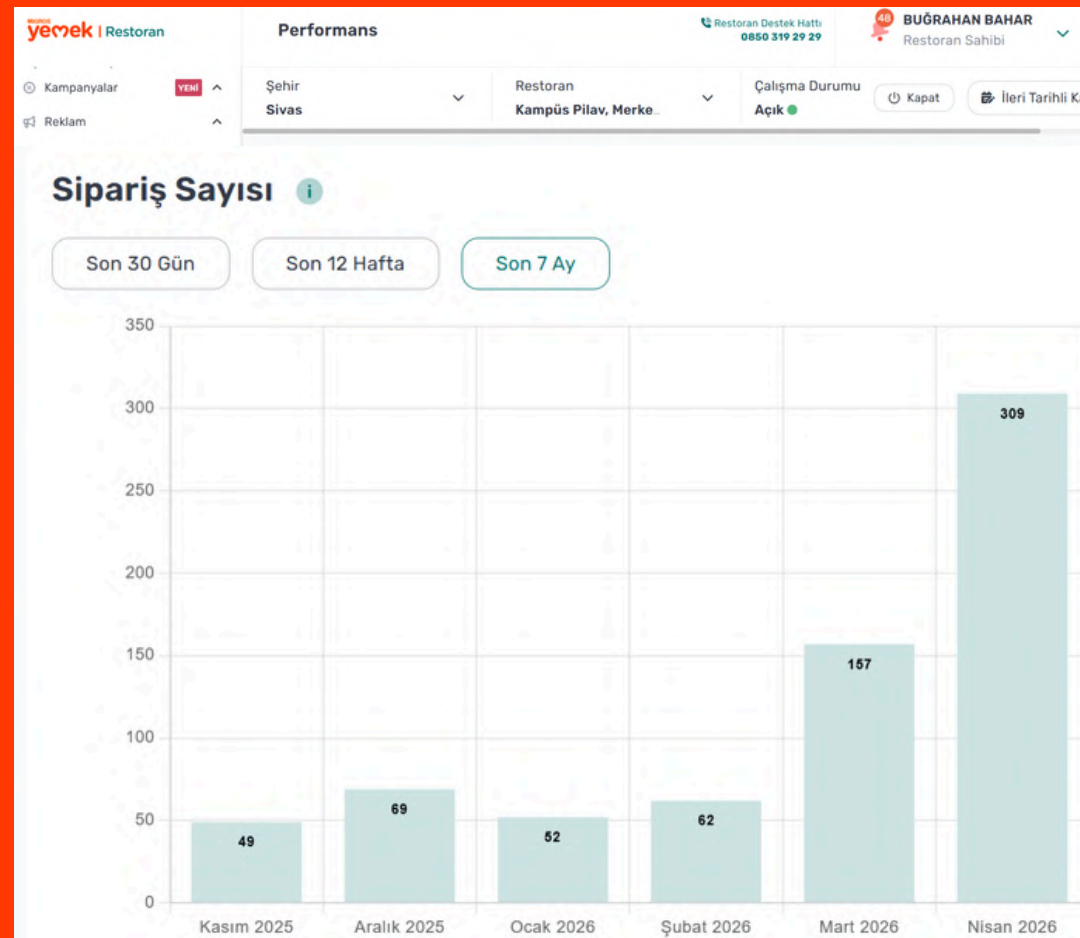 MIGROS
yemek | Restoran
Performans
Restoran Destek Hattı
0850 319 29 29
48
BUĞRAHAN BAHAR
Restoran Sahibi
Kampanyalar
YENİ
Reklam
Şehir
Sivas
Restoran
Kampüs Pilav, Merke...
Çalışma Durumu
Açık
Kapat
İleri Tarihli Ka
Sipariş Sayısı
i
Son 30 Gün
Son 12 Hafta
Son 7 Ay
350
300
250
200
150
100
50
0
49
69
52
62
157
309
Kasım 2025
Aralık 2025
Ocak 2026
Şubat 2026
Mart 2026
Nisan 2026